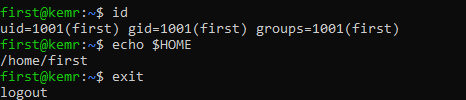 first@kemr:~$ id
uid=1001(first) gid=1001(first) groups=1001(first)
first@kemr:~$ echo $HOME
/home/first
first@kemr:~$ exit
logout